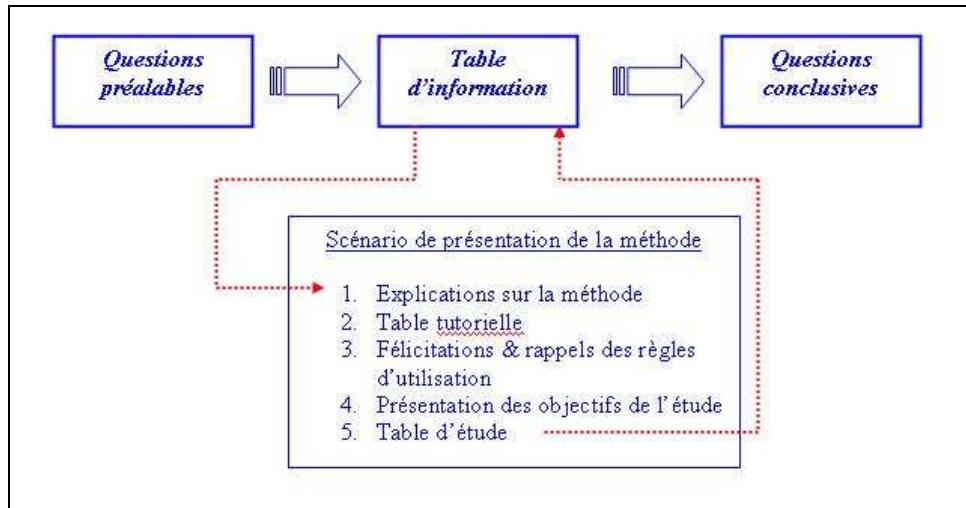 Questions
préalables
Table
d'information
Questions
conclusives
Scénario de présentation de la méthode
1. Explications sur la méthode
2. Table tutorielle
3. Félicitations & rappels des règles
d'utilisation
4. Présentation des objectifs de l'étude
5. Table d'étude